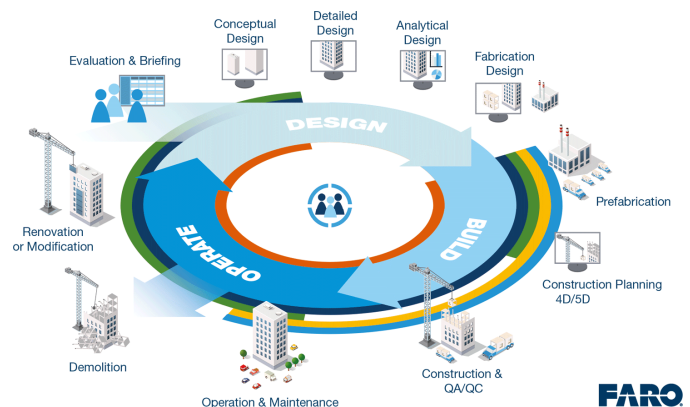 Conceptual
Design
Detailed
Design
Analytical
Design
Fabrication
Design
Evaluation & Briefing
DESIGN
Prefabrication
BUILD
Renovation
or Modification
OPERATE
Construction Planning
4D/5D
Demolition
Construction &
QA/QC
Operation & Maintenance
FARO